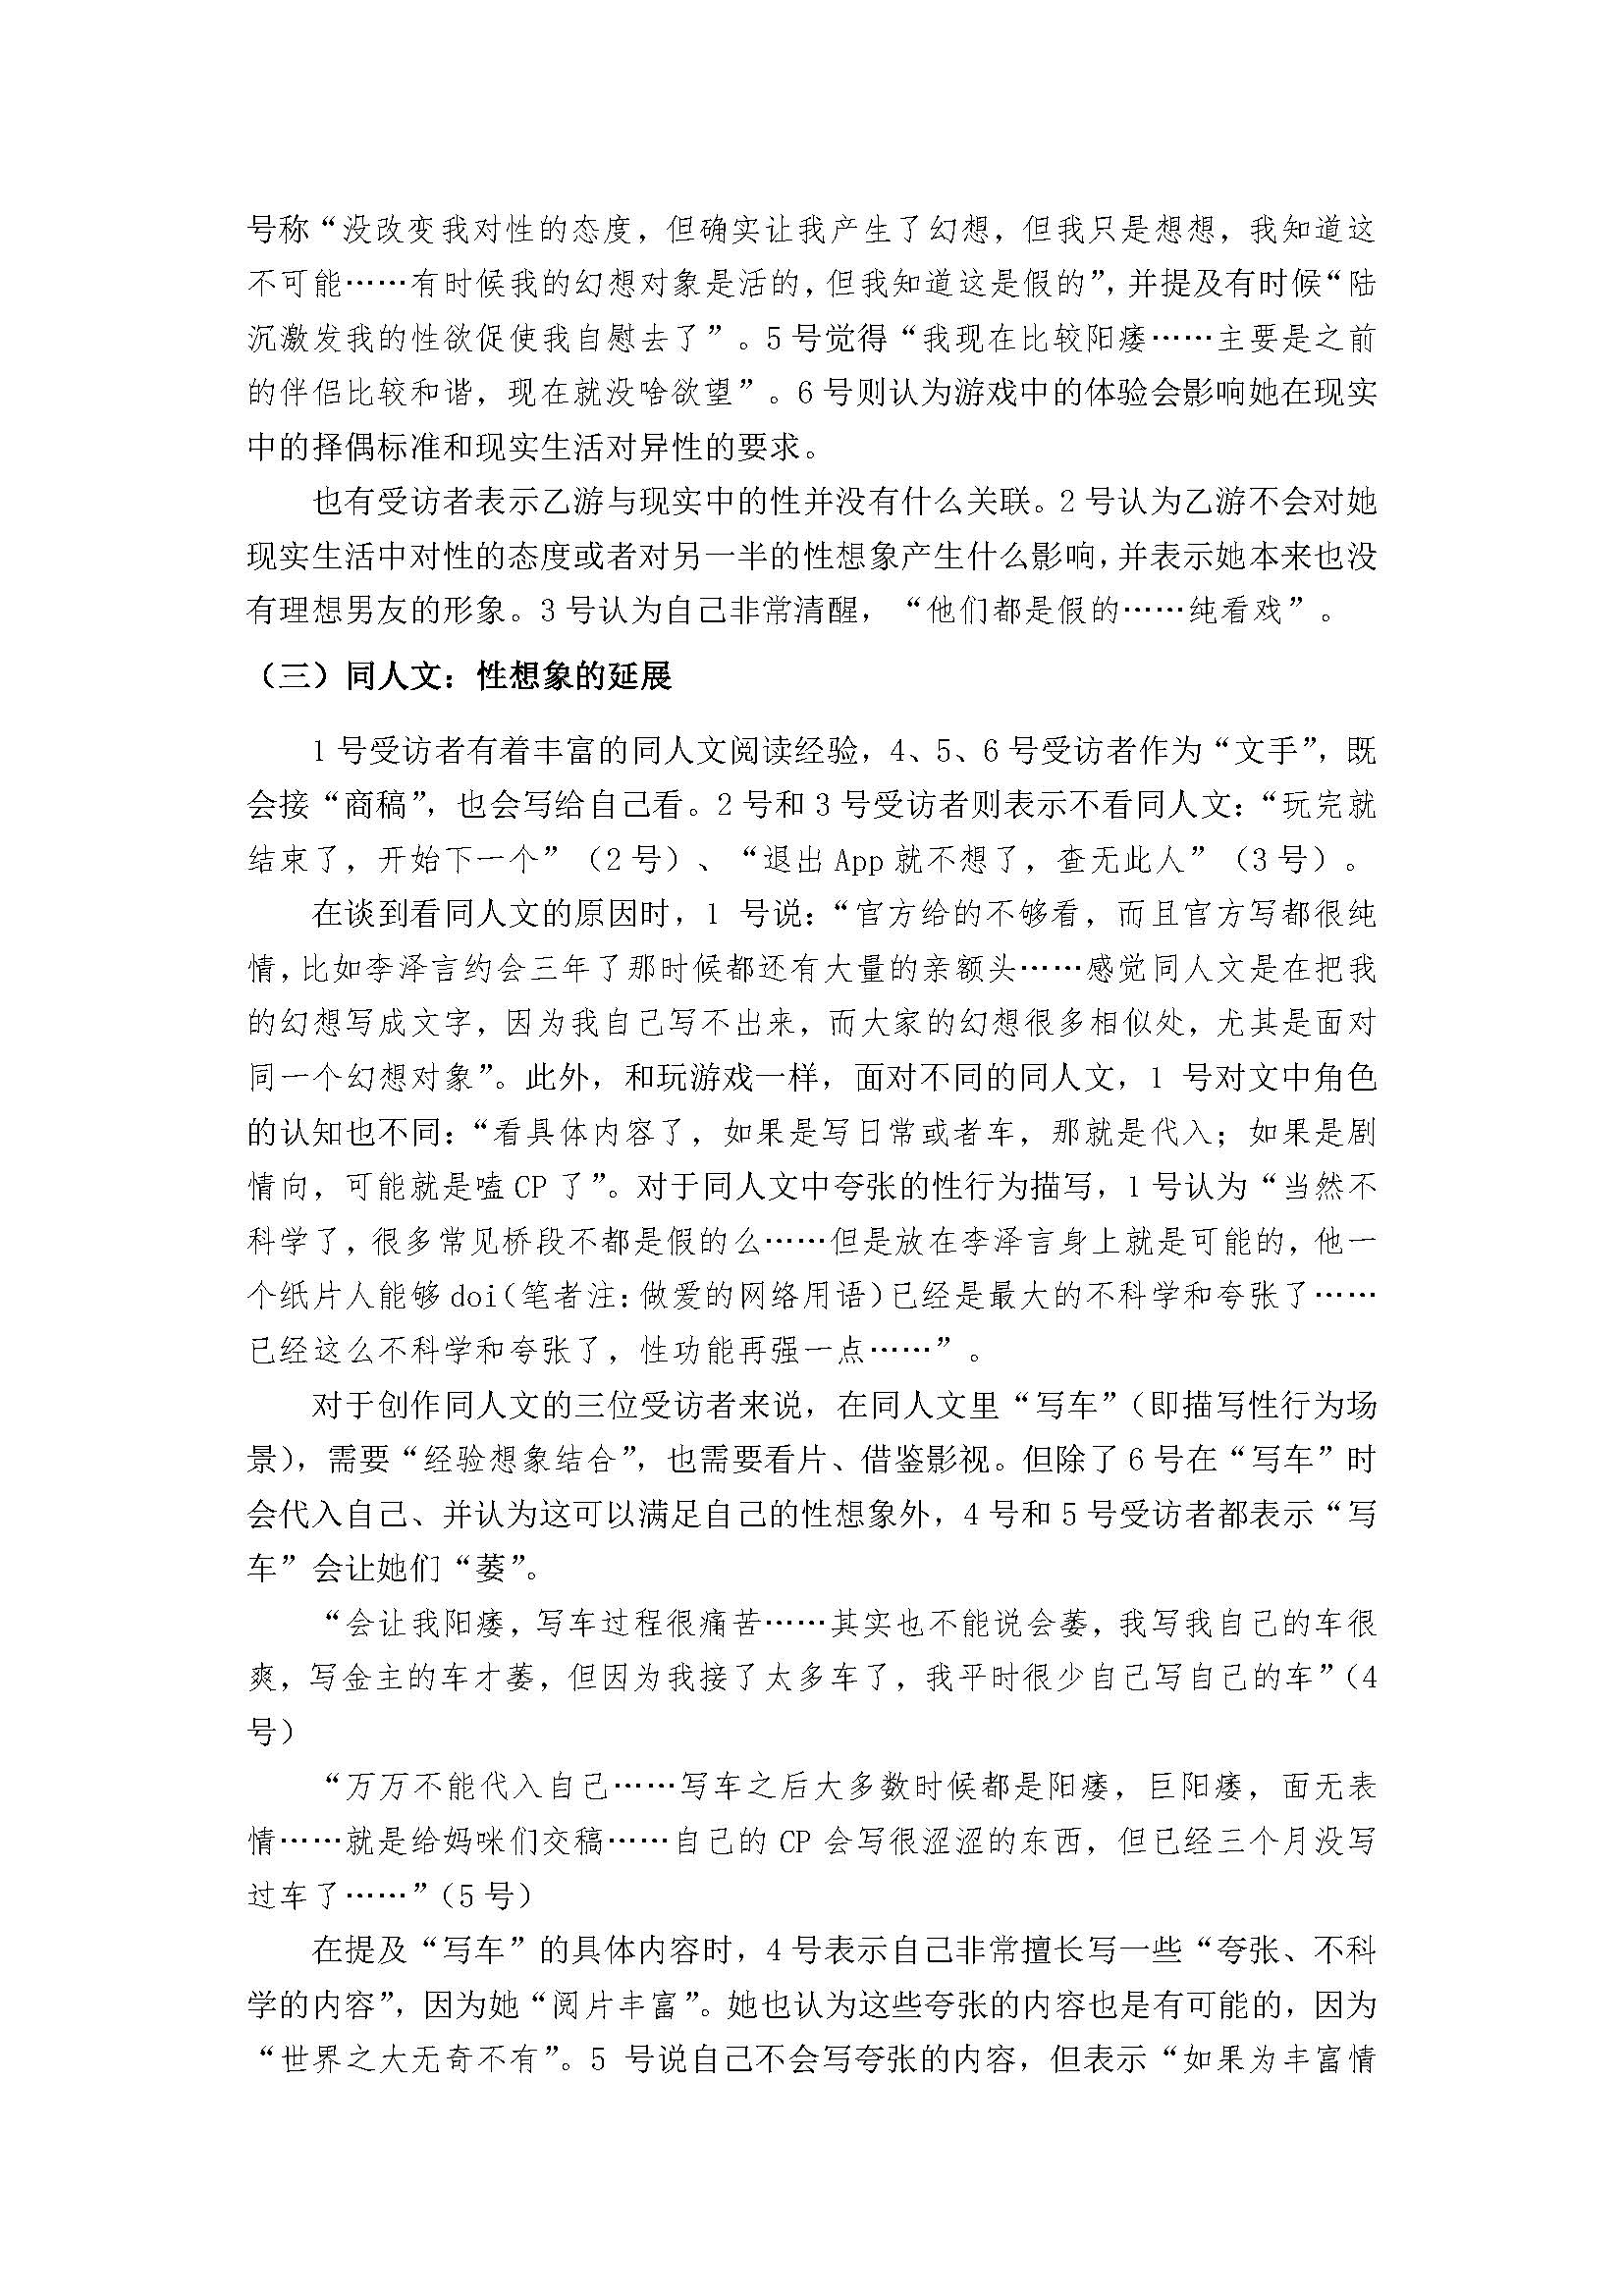 号称“没改变我对性的态度，但确实让我产生了幻想，但我只是想想，我知道这
不可能……有时候我的幻想对象是活的，但我知道这是假的”，并提及有时候“陆
沉激发我的性欲促使我自慰去了”。5 号觉得“我现在比较阳痿……主要是之前
的伴侣比较和谐，现在就没啥欲望”。6 号则认为游戏中的体验会影响她在现实
中的择偶标准和现实生活对异性的要求。
也有受访者表示乙游与现实中的性并没有什么关联。2 号认为乙游不会对她
现实生活中对性的态度或者对另一半的性想象产生什么影响，并表示她本来也没
有理想男友的形象。3 号认为自己非常清醒，“他们都是假的……纯看戏”。
（三）同人文：性想象的延展
1 号受访者有着丰富的同人文阅读经验，4、5、6 号受访者作为“文手”，既
会接“商稿”，也会写给自己看。2 号和 3 号受访者则表示不看同人文：“玩完就
结束了，开始下一个”（2 号）、“退出 App 就不想了，查无此人”（3 号）。
在谈到看同人文的原因时，1 号说：“官方给的不够看，而且官方写都很纯
情，比如李泽言约会三年了那时候都还有大量的亲额头……感觉同人文是在把我
的幻想写成文字，因为我自己写不出来，而大家的幻想很多相似处，尤其是面对
同一个幻想对象”。此外，和玩游戏一样，面对不同的同人文，1 号对文中角色
的认知也不同：“看具体内容了，如果是写日常或者车，那就是代入；如果是剧
情向，可能就是嗑 CP 了”。对于同人文中夸张的性行为描写，1 号认为“当然不
科学了，很多常见桥段不都是假的么……但是放在李泽言身上就是可能的，他一
个纸片人能够 doi（笔者注：做爱的网络用语）已经是最大的不科学和夸张了……
已经这么不科学和夸张了，性功能再强一点……”。
对于创作同人文的三位受访者来说，在同人文里“写车”（即描写性行为场
景），需要“经验想象结合”，也需要看片、借鉴影视。但除了 6 号在“写车”时
会代入自己、并认为这可以满足自己的性想象外，4 号和 5 号受访者都表示“写
车”会让她们“萎”。
“会让我阳痿，写车过程很痛苦……其实也不能说会萎，我写我自己的车很
爽，写金主的车才萎，但因为我接了太多车了，我平时很少自己写自己的车”（4
号）
“万万不能代入自己……写车之后大多数时候都是阳痿，巨阳痿，面无表
情……就是给妈咪们交稿……自己的 CP 会写很涩涩的东西，但已经三个月没写
过车了……”（5 号）
在提及“写车”的具体内容时，4 号表示自己非常擅长写一些“夸张、不科
学的内容”，因为她“阅片丰富”。她也认为这些夸张的内容也是有可能的，因为
“世界之大无奇不有”。5 号说自己不会写夸张的内容，但表示“如果为丰富情